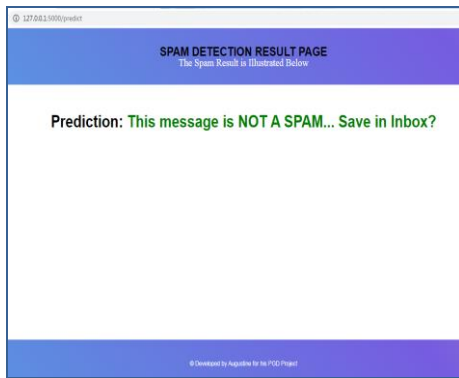 127.0.0.1:5000/predict
SPAM DETECTION RESULT PAGE
The Spam Result is Illustrated Below
Prediction: This message is NOT A SPAM... Save in Inbox?
© Developed by Augustine for his POD Project